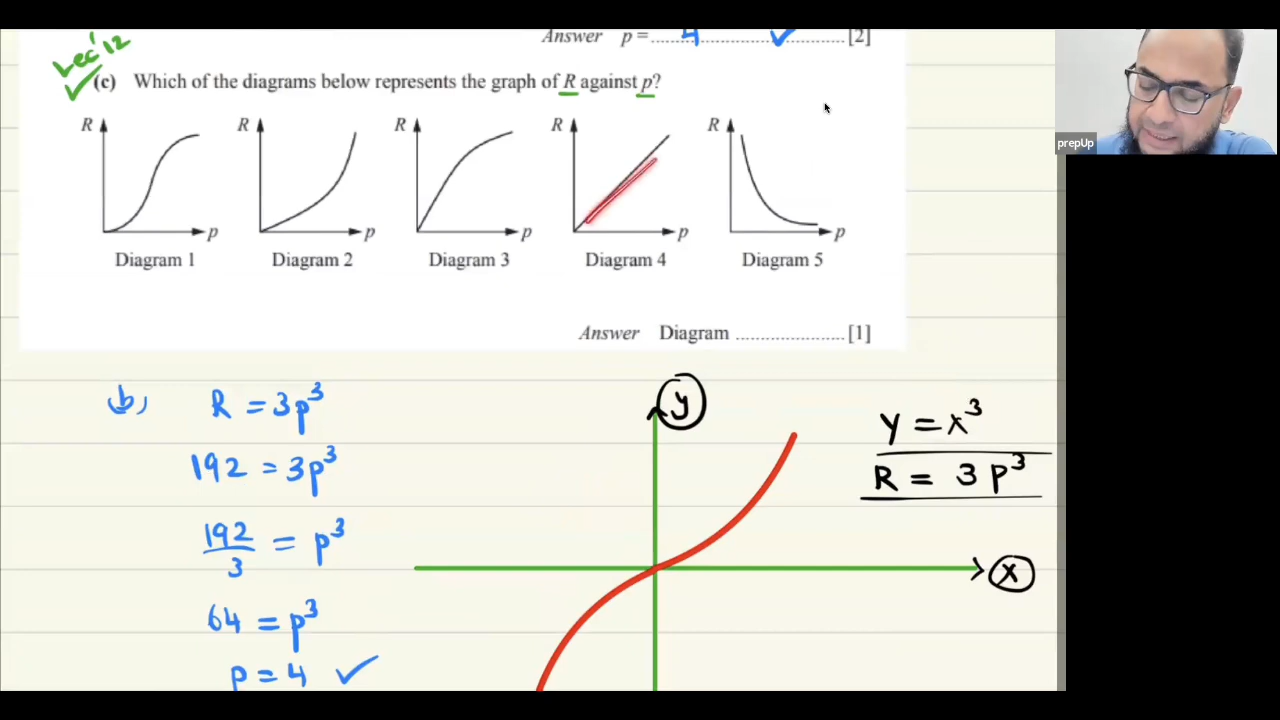 Answer p = ........4........✓........ [2]
Lec' 12
(c) Which of the diagrams below represents the graph of R against p?
R R R R R
p p p p p
Diagram 1 Diagram 2 Diagram 3 Diagram 4 Diagram 5
Answer Diagram ...................... [1]
(b) R = 3p³
192 = 3p³
192/3 = p³
64 = p³
p = 4 ✓
y
x
y = x³
R = 3 p³
prepUp